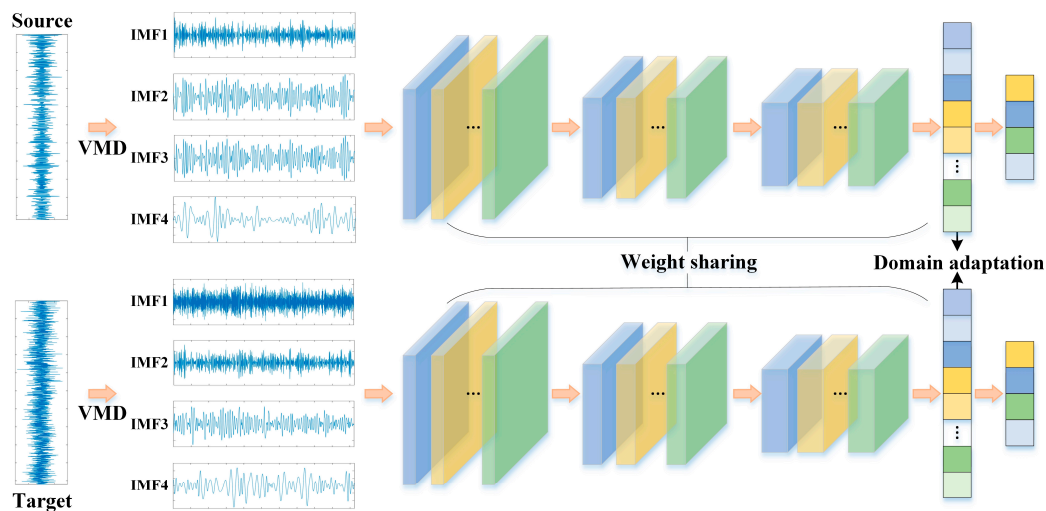 Source
VMD
IMF1
IMF2
IMF3
IMF4
...
...
...
...
Weight sharing
Domain adaptation
Target
VMD
IMF1
IMF2
IMF3
IMF4
...
...
...
...